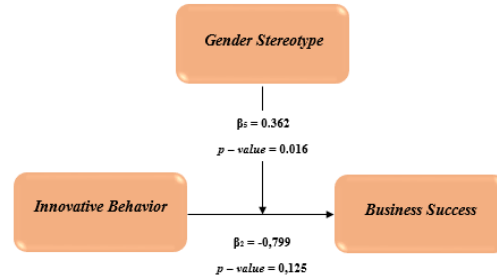 Gender Stereotype
β₅ = 0.362
p – value = 0.016
Innovative Behavior
Business Success
β₂ = -0,799
p – value = 0,125